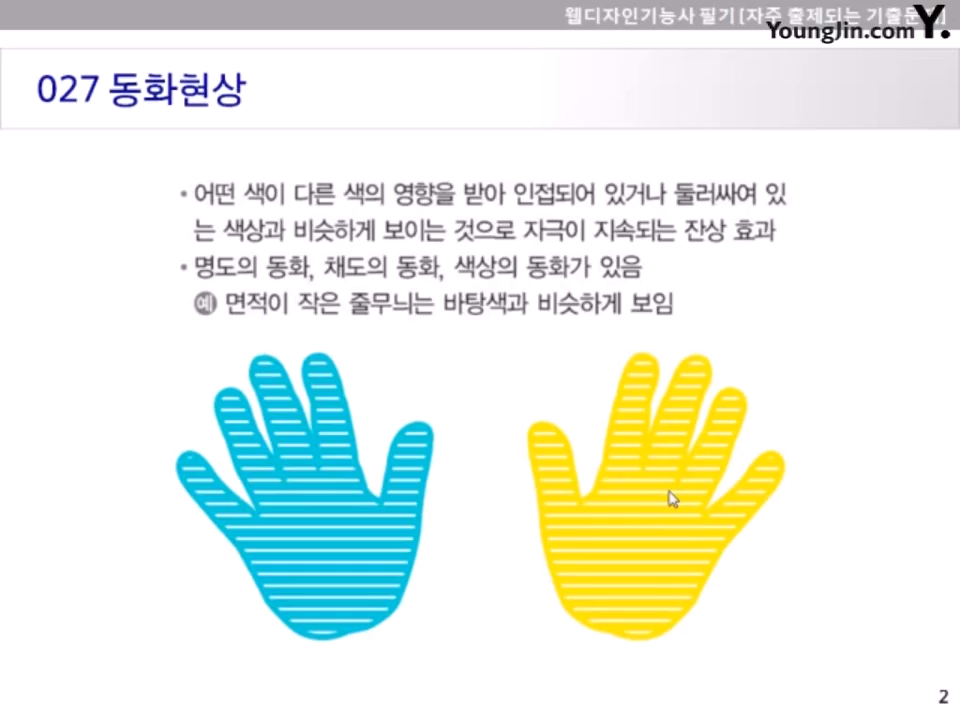 웹디자인기능사 필기 [자주 출제되는 기출문제]
YoungJin.com Y.
027 동화현상
• 어떤 색이 다른 색의 영향을 받아 인접되어 있거나 둘러싸여 있
는 색상과 비슷하게 보이는 것으로 자극이 지속되는 잔상 효과
• 명도의 동화, 채도의 동화, 색상의 동화가 있음
예 면적이 작은 줄무늬는 바탕색과 비슷하게 보임
2